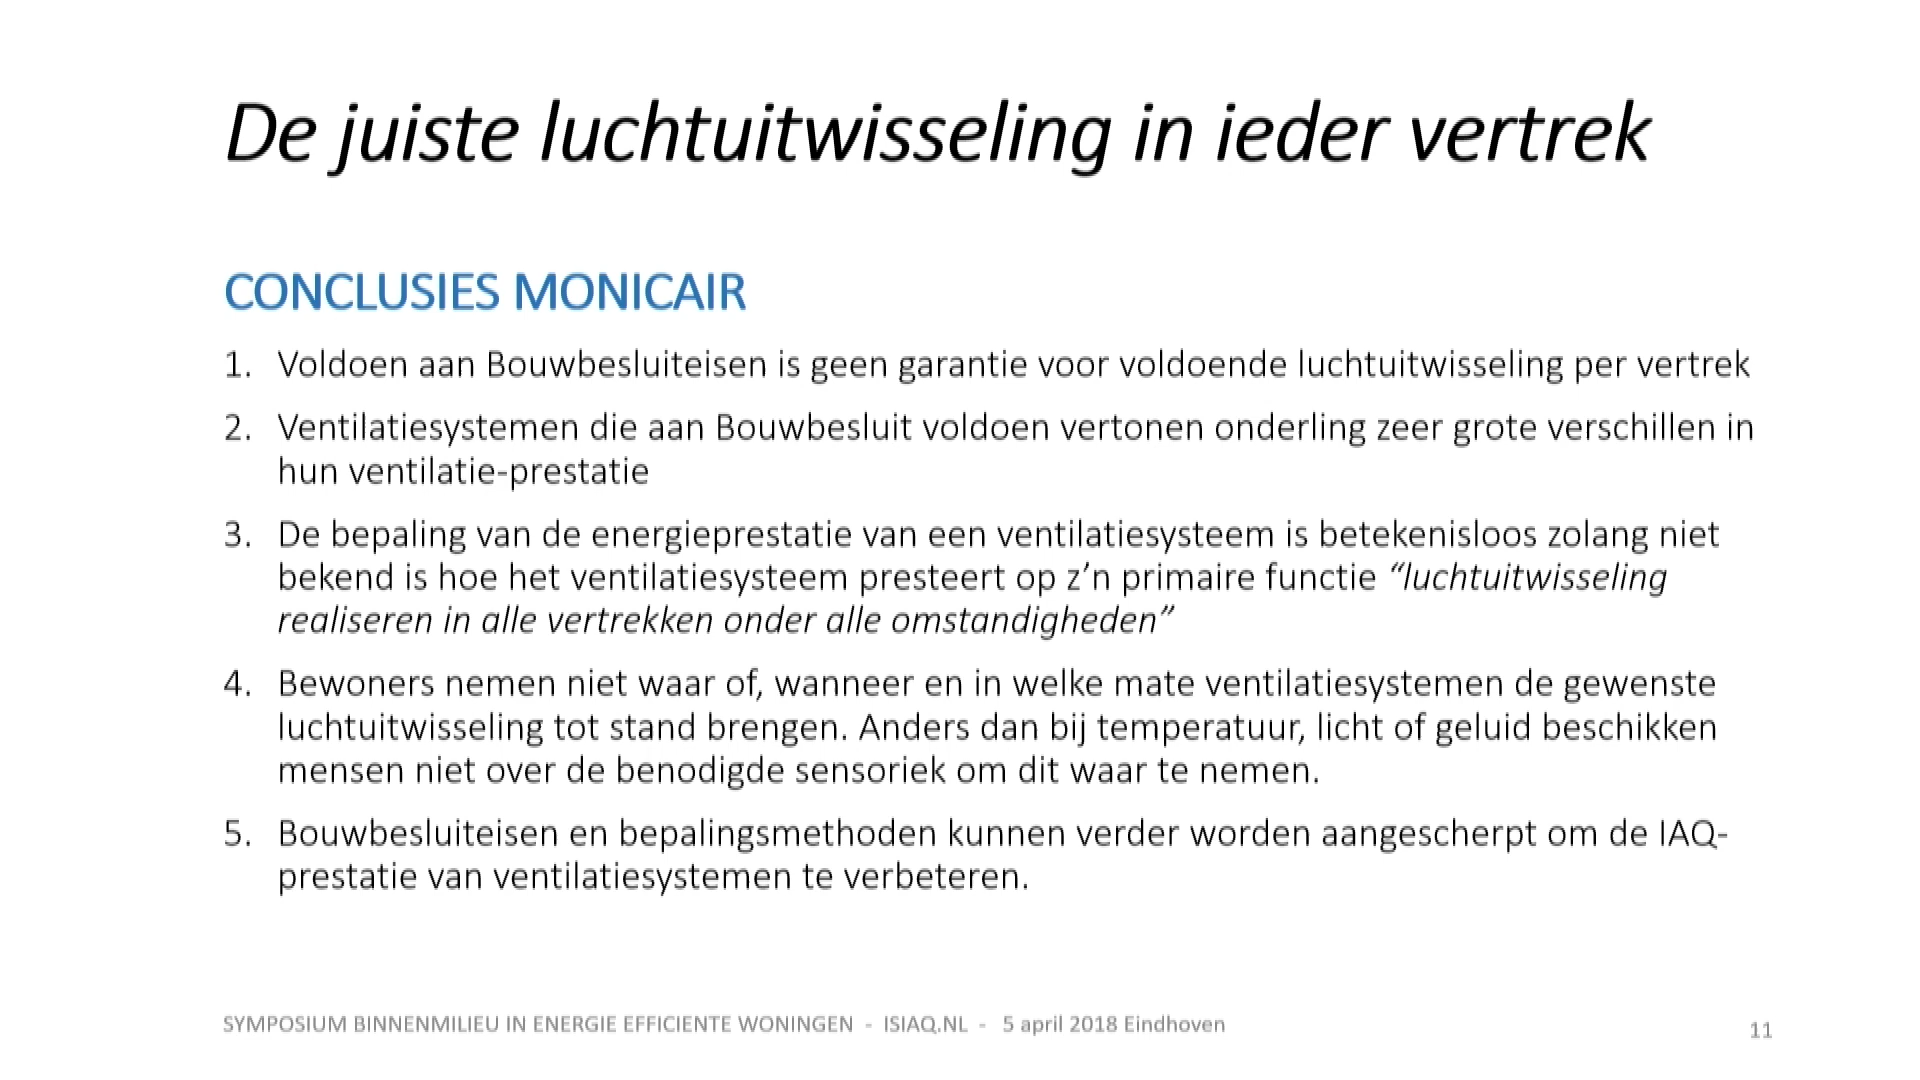 De juiste luchtuitwisseling in ieder vertrek
CONCLUSIES MONICAIR
1. Voldoen aan Bouwbesluiteisen is geen garantie voor voldoende luchtuitwisseling per vertrek
2. Ventilatiesystemen die aan Bouwbesluit voldoen vertonen onderling zeer grote verschillen in
hun ventilatie-prestatie
3. De bepaling van de energieprestatie van een ventilatiesysteem is betekenisloos zolang niet
bekend is hoe het ventilatiesysteem presteert op z’n primaire functie “luchtuitwisseling
realiseren in alle vertrekken onder alle omstandigheden”
4. Bewoners nemen niet waar of, wanneer en in welke mate ventilatiesystemen de gewenste
luchtuitwisseling tot stand brengen. Anders dan bij temperatuur, licht of geluid beschikken
mensen niet over de benodigde sensoriek om dit waar te nemen.
5. Bouwbesluiteisen en bepalingsmethoden kunnen verder worden aangescherpt om de IAQ-
prestatie van ventilatiesystemen te verbeteren.
SYMPOSIUM BINNENMILIEU IN ENERGIE EFFICIENTE WONINGEN - ISIAQ.NL - 5 april 2018 Eindhoven
11